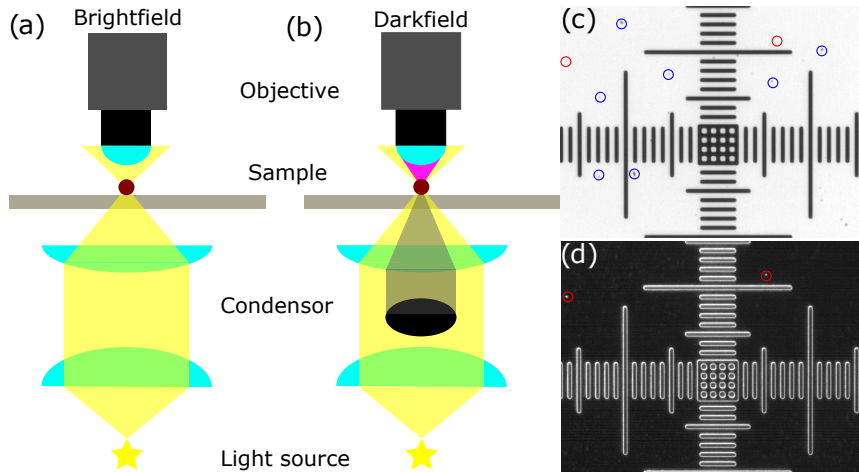 (a)
Brightfield
(b)
Darkfield
(c)
Objective
Sample
(d)
Condensor
Light source